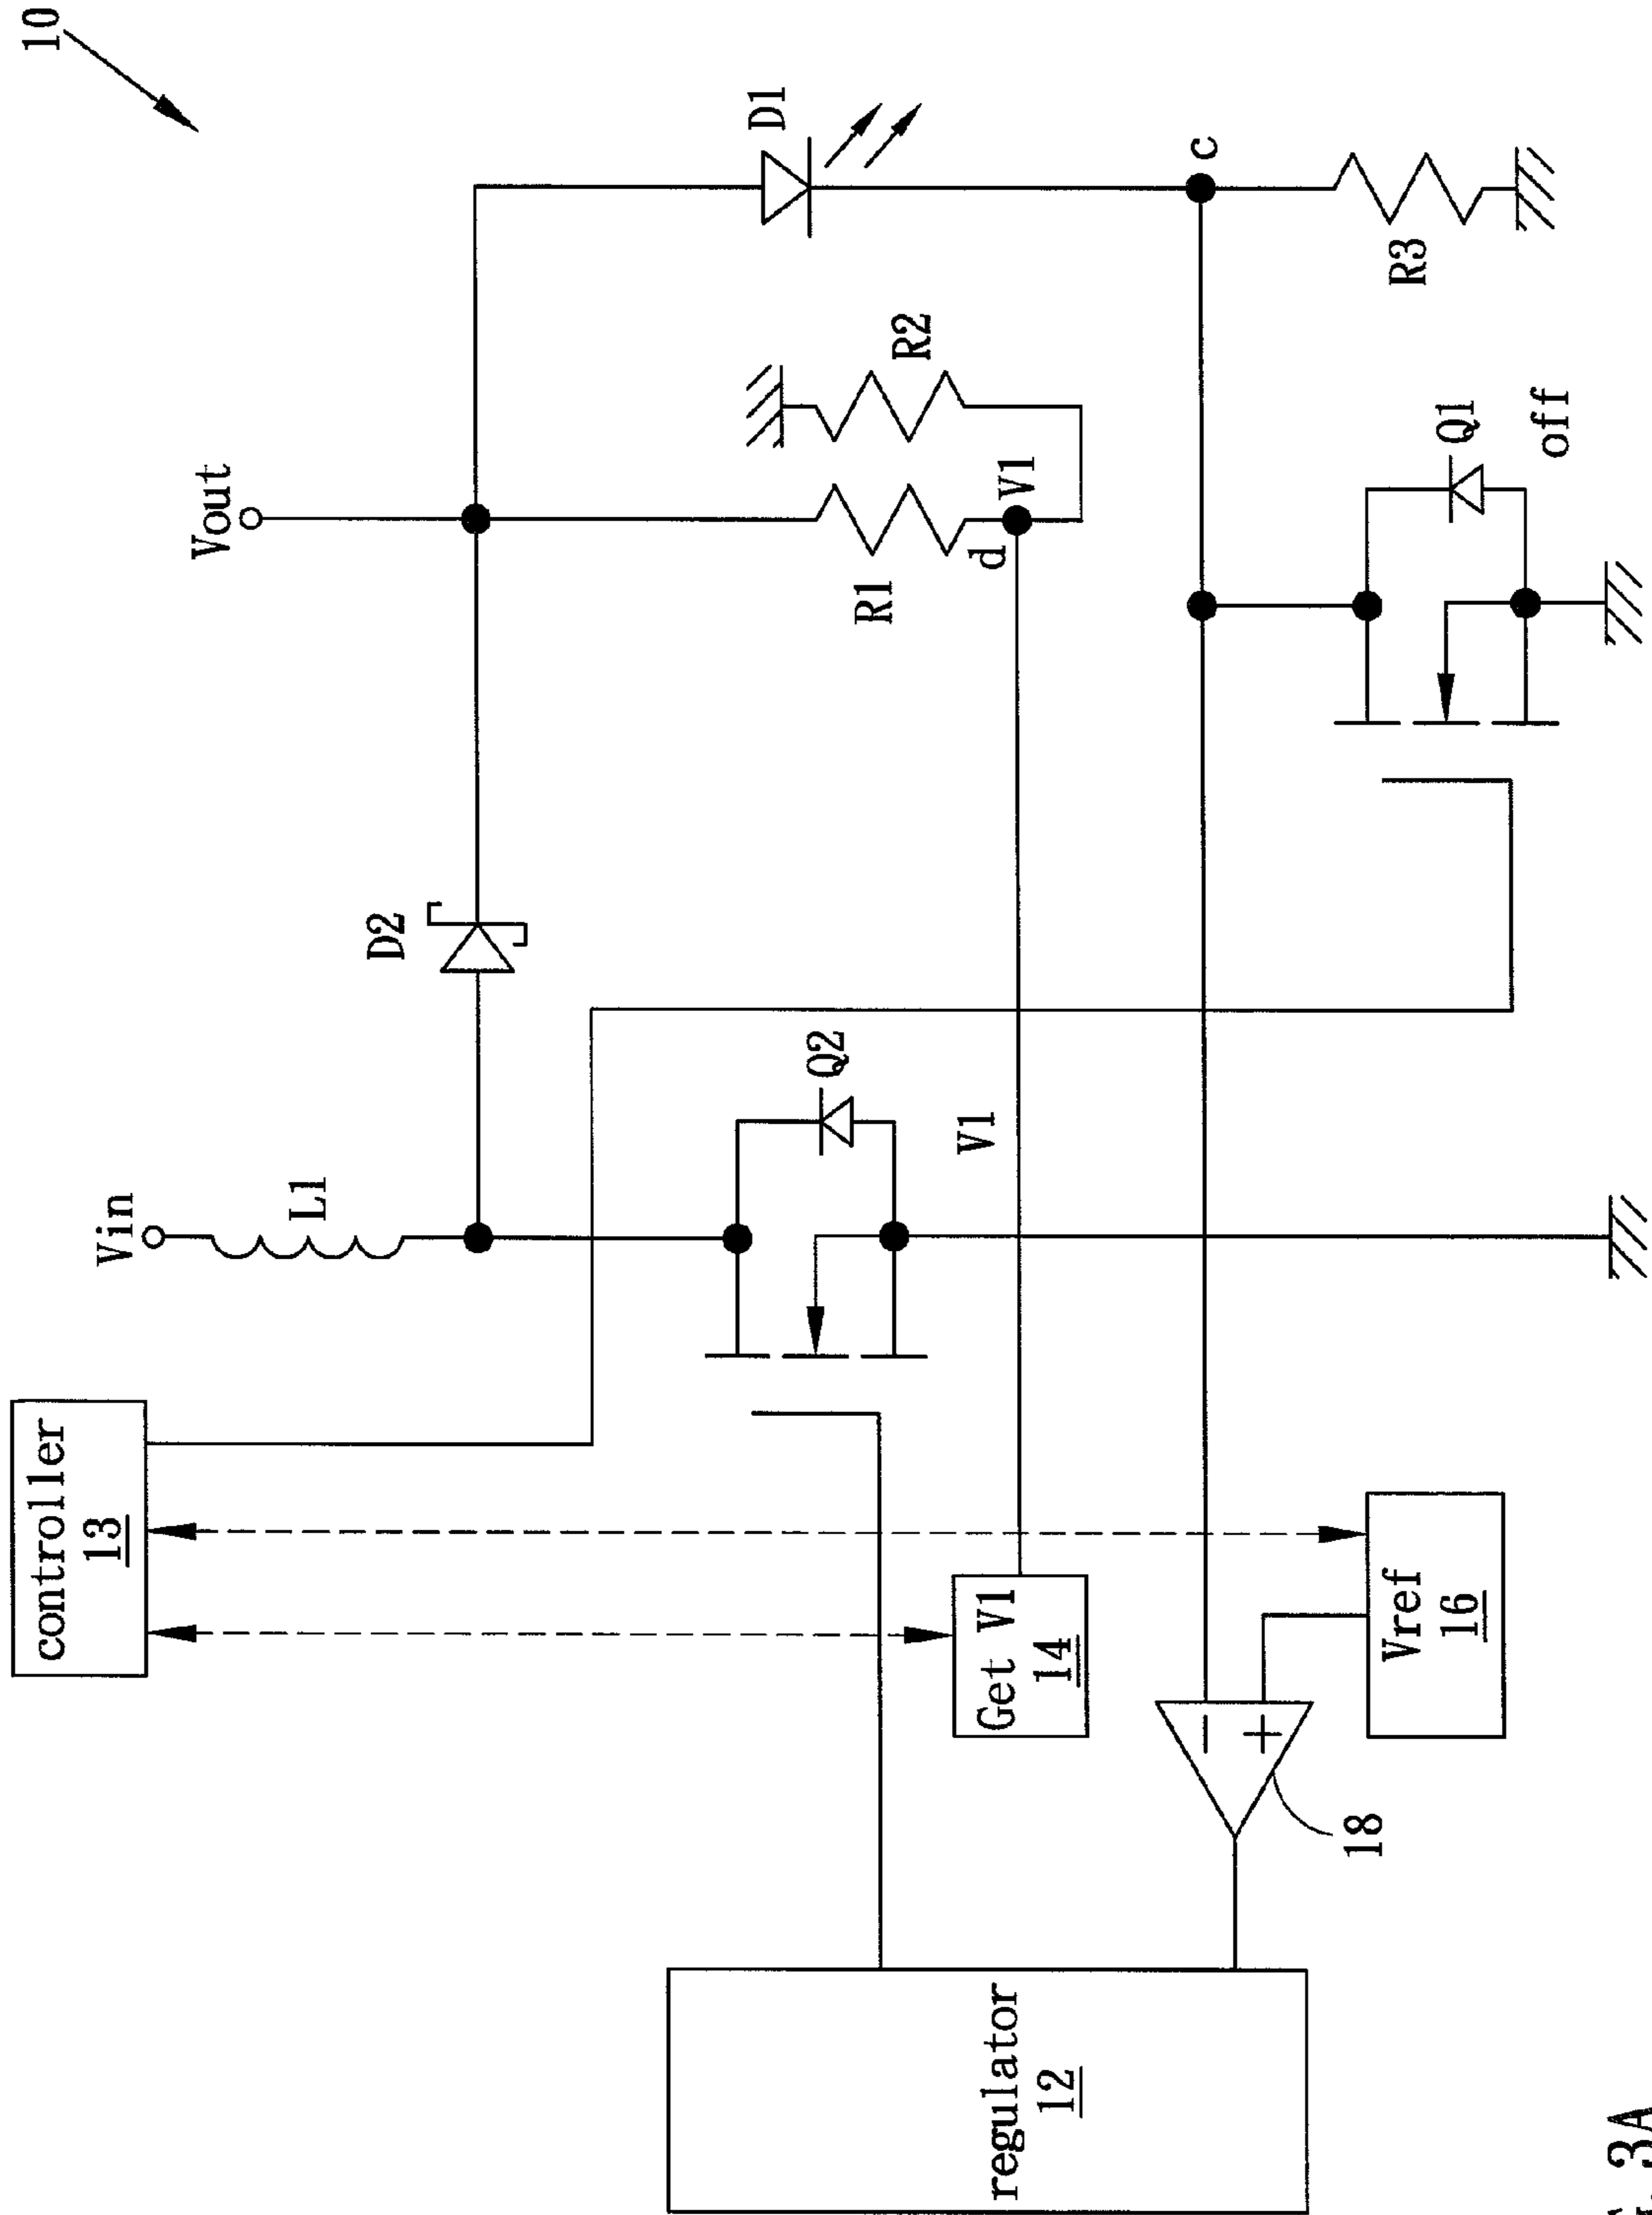 10
Vin
L1
D2
Vout
D1
controller
13
Q2
R1
R2
d
V1
V1
c
R3
Get V1
14
Vref
16
18
regulator
12
Q1
off
3A